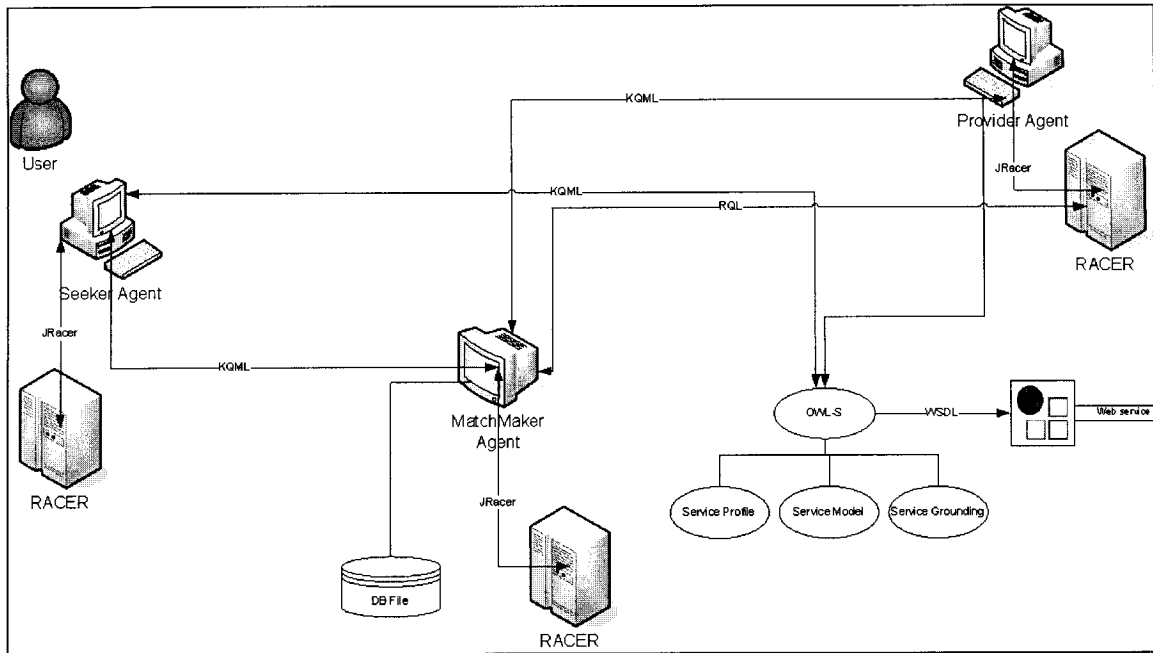 KQML
Provider Agent
User
JRacer
KQML
RQL
RACER
Seeker Agent
JRacer
KQML
MatchMaker
Agent
OWL-S
WSDL
Web service
RACER
JRacer
Service Profile
Service Model
Service Grounding
DB File
RACER